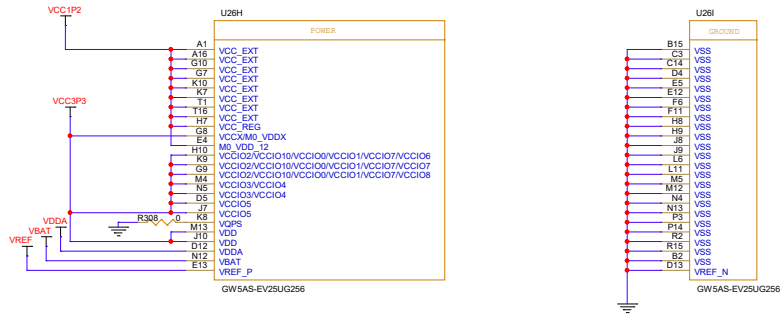 VCC1P2
U26H
POWER
A1 VCC_EXT
A16 VCC_EXT
G10 VCC_EXT
G7 VCC_EXT
K10 VCC_EXT
K7 VCC_EXT
T1 VCC_EXT
T16 VCC_EXT
H7 VCC_REG
G8 VCCX/M0_VDDX
E4 M0_VDD_12
H10 VCCIO2/VCCIO10/VCCIO0/VCCIO1/VCCIO7/VCCIO6
K9 VCCIO2/VCCIO10/VCCIO0/VCCIO1/VCCIO7/VCCIO7
G9 VCCIO2/VCCIO10/VCCIO0/VCCIO1/VCCIO7/VCCIO8
M4 VCCIO3/VCCIO4
N5 VCCIO3/VCCIO4
D5 VCCIO5
J7 VCCIO5
K8 VQPS
M13 VDD
J10 VDD
D12 VDDA
N12 VBAT
E13 VREF_P
VCC3P3
R308 0
VDDA
VBAT
VREF
GW5AS-EV25UG256
U26I
GROUND
B15 VSS
C3 VSS
C14 VSS
D4 VSS
E5 VSS
E12 VSS
F6 VSS
F11 VSS
H8 VSS
H9 VSS
J8 VSS
J9 VSS
L6 VSS
L11 VSS
M5 VSS
M12 VSS
N4 VSS
N13 VSS
P3 VSS
P14 VSS
R2 VSS
R15 VSS
B2 VSS
D13 VREF_N
GW5AS-EV25UG256